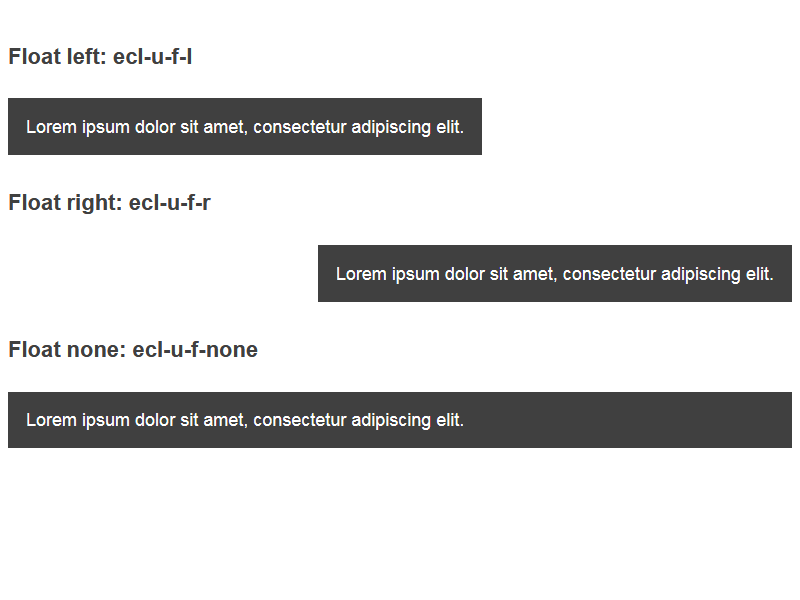 Float left: ecl-u-f-l
Lorem ipsum dolor sit amet, consectetur adipiscing elit.
Float right: ecl-u-f-r
Lorem ipsum dolor sit amet, consectetur adipiscing elit.
Float none: ecl-u-f-none
Lorem ipsum dolor sit amet, consectetur adipiscing elit.